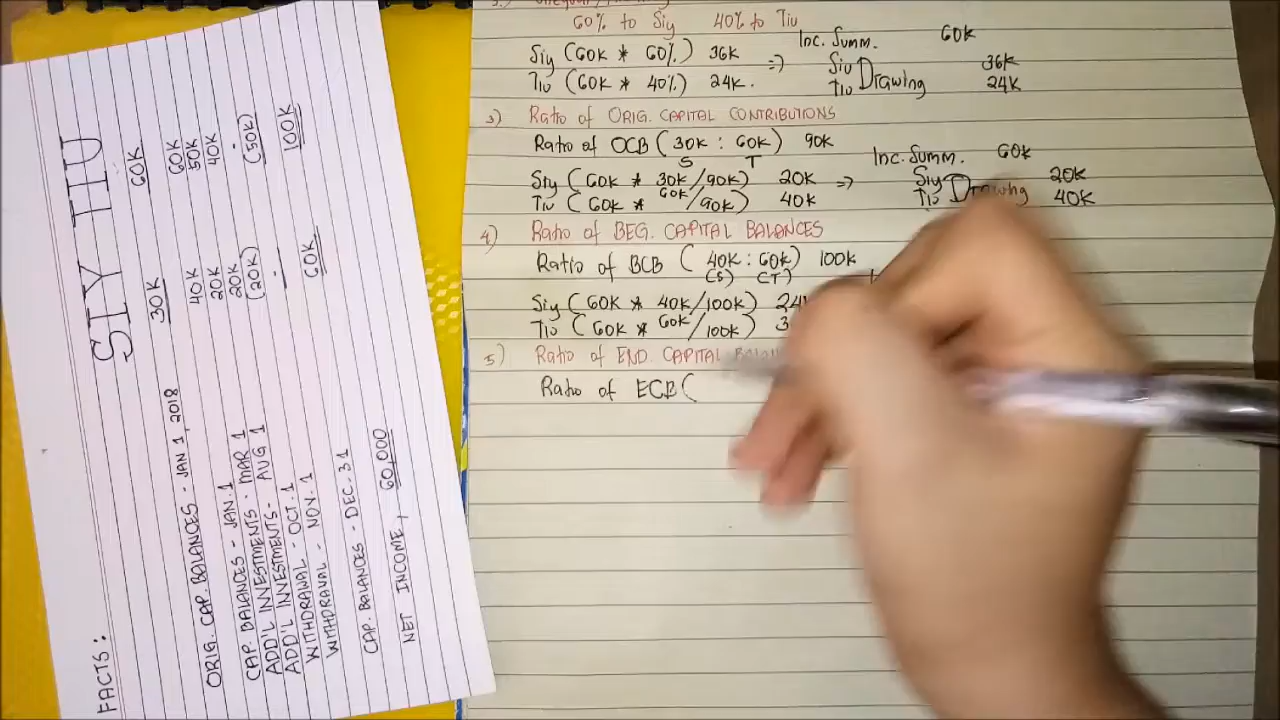 FACTS:
SIY TIU
ORIG. CAP. BALANCES - JAN 1, 2018 30K 60K
CAP. BALANCES - JAN. 1 40K 60K
ADD'L INVESTMENTS - MAR 1 20K 50K
ADD'L INVESTMENTS - AUG 1 20K 40K
WITHDRAWAL - OCT. 1 (20K) -
WITHDRAWAL - NOV. 1 - (50K)
CAP. BALANCES - DEC. 31 60K 100K
NET INCOME, 60,000
60% to Siy 40% to Tiu
Siy (60K * 60%) 36K => Inc. Summ. 60K
Tiu (60K * 40%) 24K. Siy Drawing 36K
Tiu 24K
3) Ratio of ORIG. CAPITAL CONTRIBUTIONS
Ratio of OCB (30K : 60K) 90K
S T
Inc. Summ. 60K
Siy (60K * 30K/90K) 20K => Siy Drawing 20K
Tiu (60K * 60K/90K) 40K Tiu 40K
4) Ratio of BEG. CAPITAL BALANCES
Ratio of BCB (40K : 60K) 100K
(S) (T)
Siy (60K * 40K/100K) 24
Tiu (60K * 60K/100K) 3
5) Ratio of END. CAPITAL
Ratio of ECB (